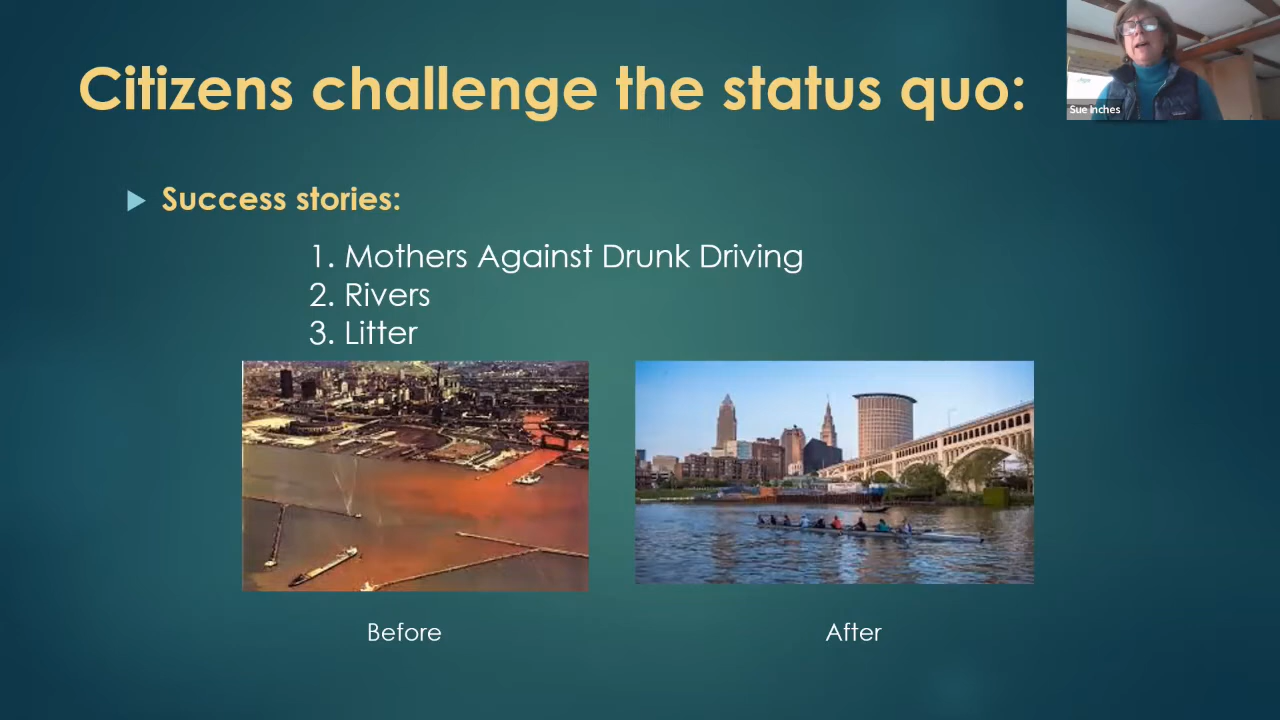 Citizens challenge the status quo:
Sue Inches
Success stories:
1. Mothers Against Drunk Driving
2. Rivers
3. Litter
Before
After